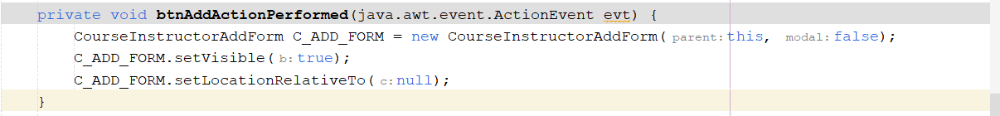 private void btnAddActionPerformed(java.awt.event.ActionEvent evt) {
CourseInstructorAddForm C_ADD_FORM = new CourseInstructorAddForm( parent: this, modal: false);
C_ADD_FORM.setVisible( b: true);
C_ADD_FORM.setLocationRelativeTo( c: null);
}